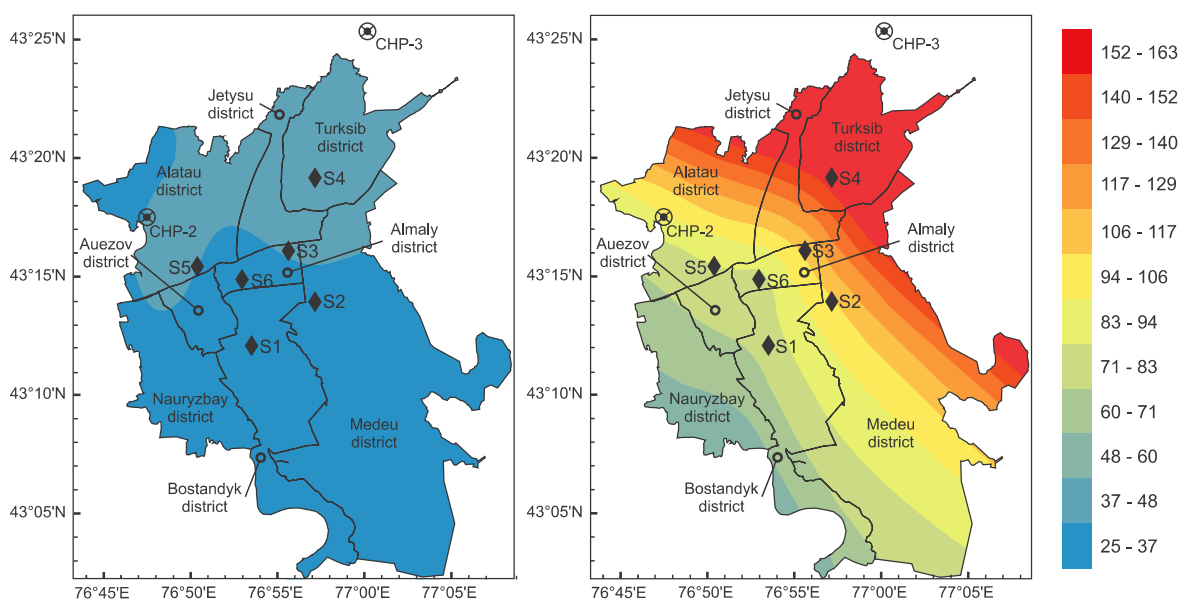 43°25'N
43°20'N
43°15'N
43°10'N
43°05'N
CHP-3
Jetysu
district
Turksib
district
S4
Alatau
district
CHP-2
Auezov
district
Almaly
district
S3
S5
S6
S2
S1
Nauryzbay
district
Medeu
district
Bostandyk
district
76°45'E
76°50'E
76°55'E
77°00'E
77°05'E
43°25'N
43°20'N
43°15'N
43°10'N
43°05'N
CHP-3
Jetysu
district
Turksib
district
S4
Alatau
district
CHP-2
Auezov
district
Almaly
district
S3
S5
S6
S2
S1
Nauryzbay
district
Medeu
district
Bostandyk
district
76°45'E
76°50'E
76°55'E
77°00'E
77°05'E
152 - 163
140 - 152
129 - 140
117 - 129
106 - 117
94 - 106
83 - 94
71 - 83
60 - 71
48 - 60
37 - 48
25 - 37